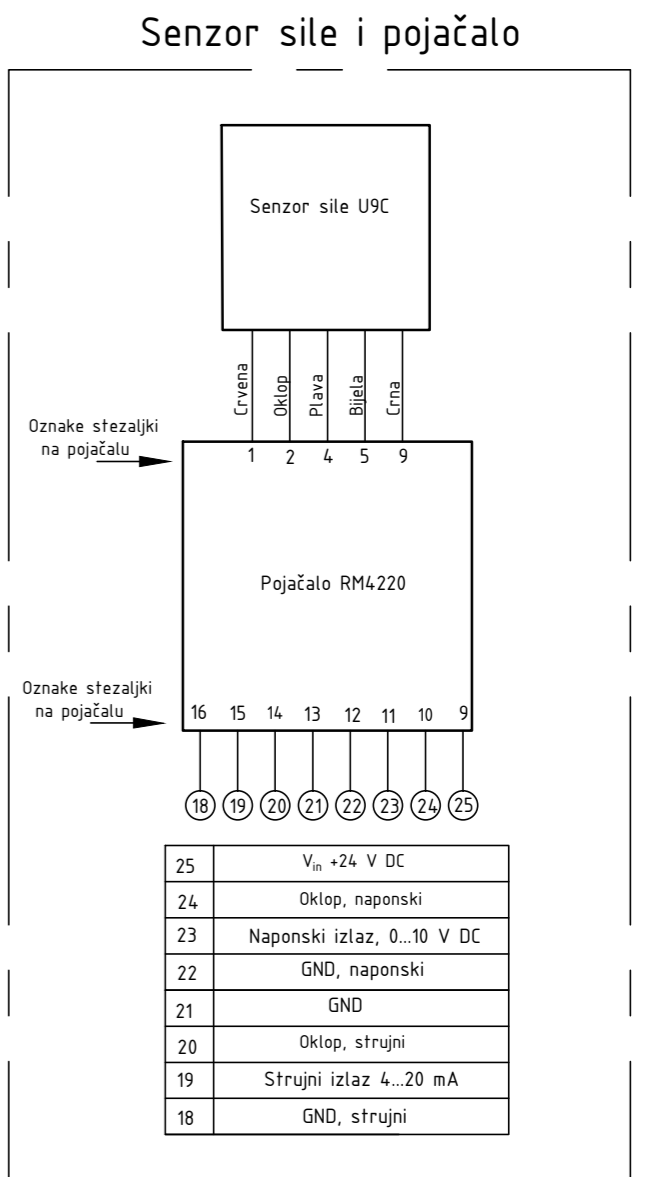 Senzor sile i pojačalo
Senzor sile U9C
Crvena
Oklop
Plava
Bijela
Crna
Oznake stezaljki
na pojačalu
1 2 4 5 9
Pojačalo RM4220
Oznake stezaljki
na pojačalu
16 15 14 13 12 11 10 9
18 19 20 21 22 23 24 25
25 Vin +24 V DC
24 Oklop, naponski
23 Naponski izlaz, 0...10 V DC
22 GND, naponski
21 GND
20 Oklop, strujni
19 Strujni izlaz 4...20 mA
18 GND, strujni